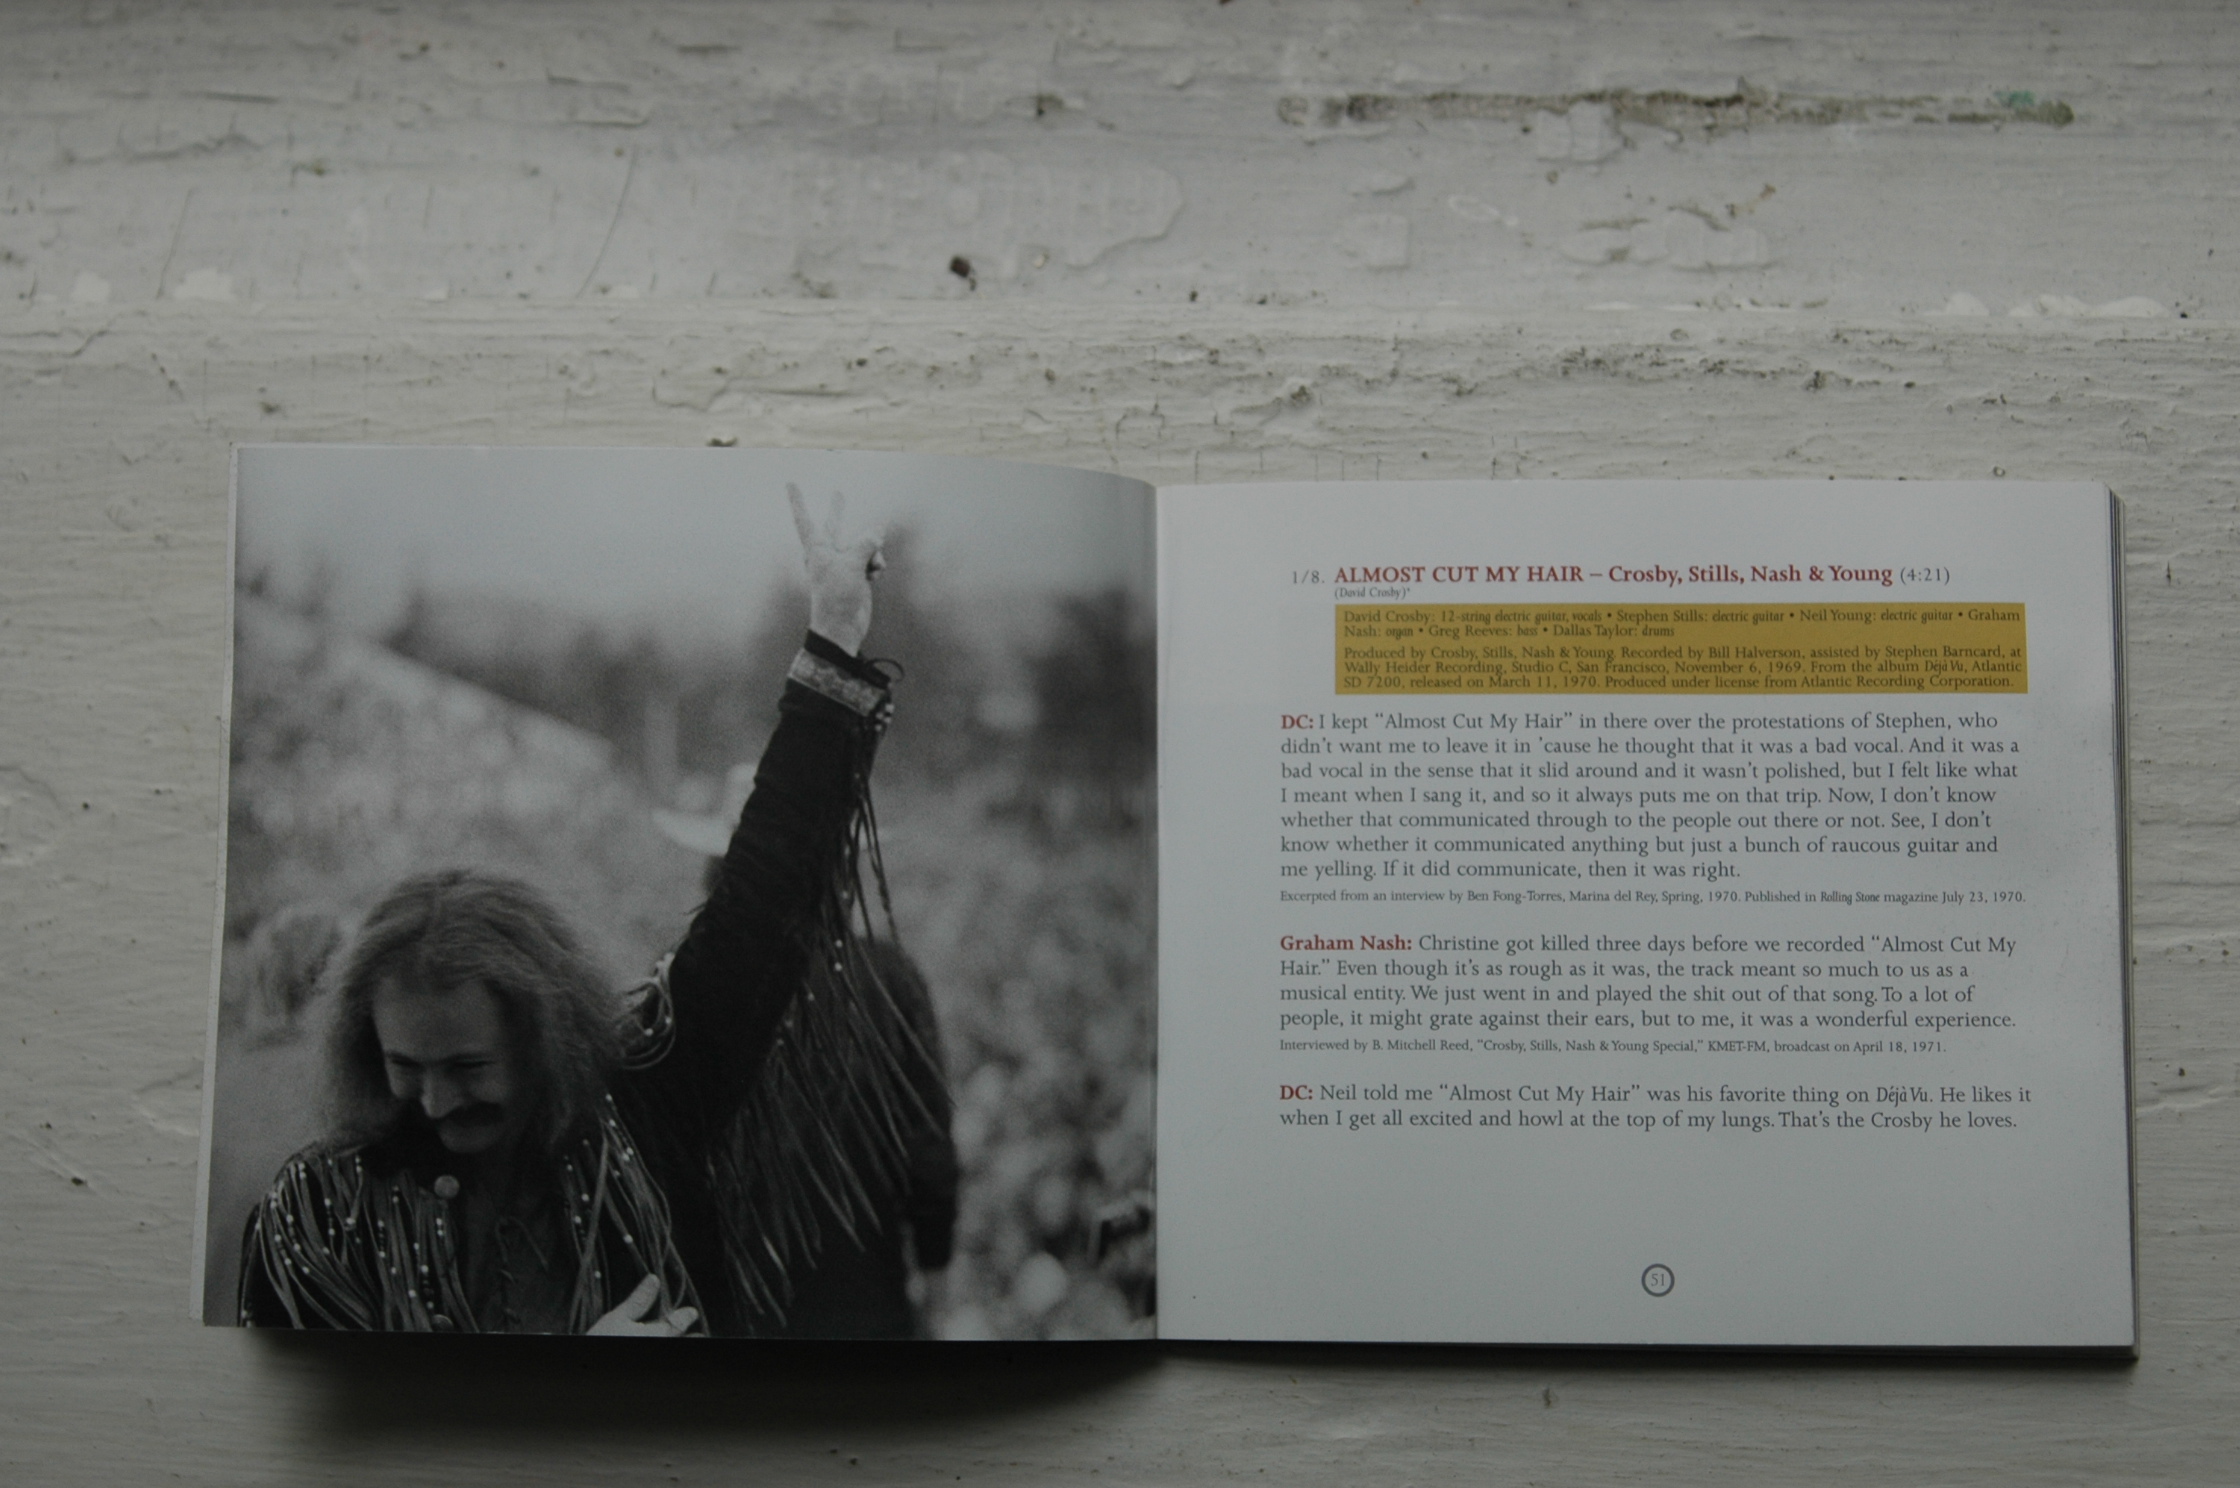 1/8. ALMOST CUT MY HAIR – Crosby, Stills, Nash & Young (4:21)
(David Crosby)*
David Crosby: 12-string electric guitar, vocals • Stephen Stills: electric guitar • Neil Young: electric guitar • Graham
Nash: organ • Greg Reeves: bass • Dallas Taylor: drums
Produced by Crosby, Stills, Nash & Young. Recorded by Bill Halverson, assisted by Stephen Barncard, at
Wally Heider Recording, Studio C, San Francisco, November 6, 1969. From the album Déjà Vu, Atlantic
SD 7200, released on March 11, 1970. Produced under license from Atlantic Recording Corporation.
DC: I kept “Almost Cut My Hair” in there over the protestations of Stephen, who
didn’t want me to leave it in ’cause he thought that it was a bad vocal. And it was a
bad vocal in the sense that it slid around and it wasn’t polished, but I felt like what
I meant when I sang it, and so it always puts me on that trip. Now, I don’t know
whether that communicated through to the people out there or not. See, I don’t
know whether it communicated anything but just a bunch of raucous guitar and
me yelling. If it did communicate, then it was right.
Excerpted from an interview by Ben Fong-Torres, Marina del Rey, Spring, 1970. Published in Rolling Stone magazine July 23, 1970.
Graham Nash: Christine got killed three days before we recorded “Almost Cut My
Hair.” Even though it’s as rough as it was, the track meant so much to us as a
musical entity. We just went in and played the shit out of that song. To a lot of
people, it might grate against their ears, but to me, it was a wonderful experience.
Interviewed by B. Mitchell Reed, “Crosby, Stills, Nash & Young Special,” KMET-FM, broadcast on April 18, 1971.
DC: Neil told me “Almost Cut My Hair” was his favorite thing on Déjà Vu. He likes it
when I get all excited and howl at the top of my lungs. That’s the Crosby he loves.
51